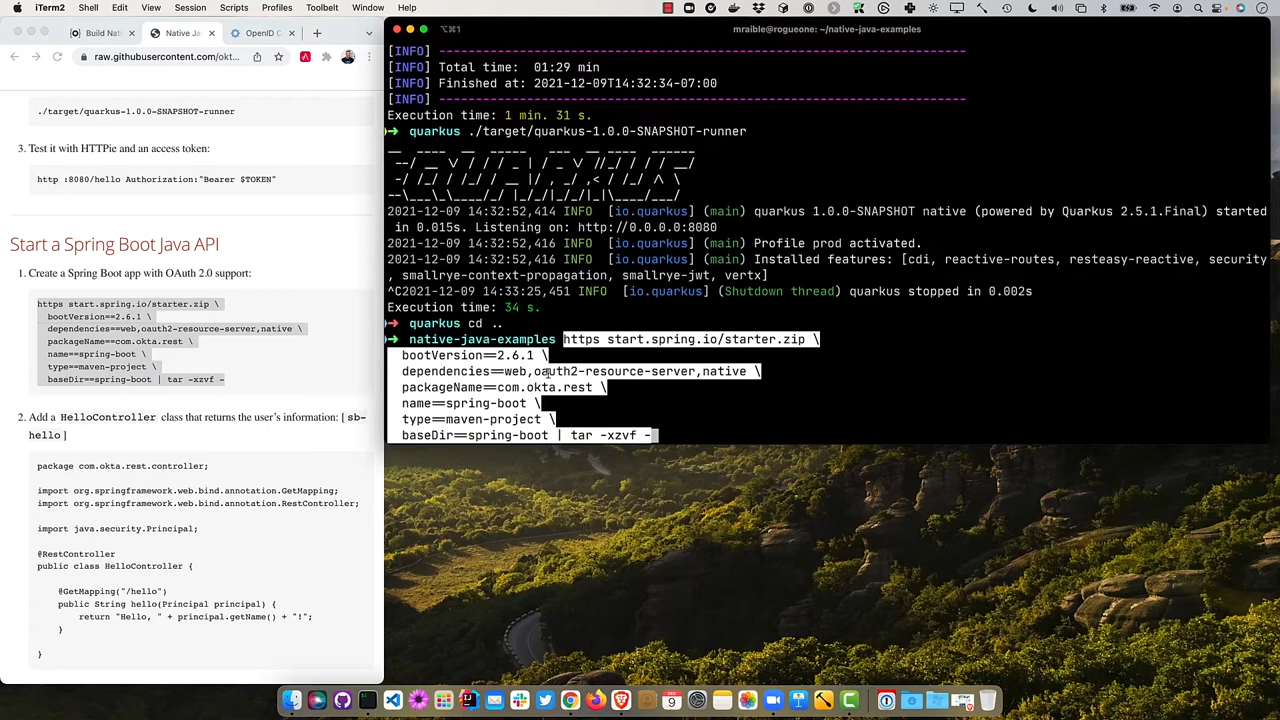 iTerm2 Shell Edit View Session Scripts Profiles Toolbelt Window Help
Build Nati
Native Ja
OpenID C
raw.githubusercontent.com/okt...
./target/quarkus-1.0.0-SNAPSHOT-runner
3. Test it with HTTPie and an access token:
http :8080/hello Authorization:"Bearer $TOKEN"
Start a Spring Boot Java API
1. Create a Spring Boot app with OAuth 2.0 support:
https start.spring.io/starter.zip \
bootVersion==2.6.1 \
dependencies==web,oauth2-resource-server,native \
packageName==com.okta.rest \
name==spring-boot \
type==maven-project \
baseDir==spring-boot | tar -xzvf -
2. Add a HelloController class that returns the user's information: [ sb-
hello ]
package com.okta.rest.controller;
import org.springframework.web.bind.annotation.GetMapping;
import org.springframework.web.bind.annotation.RestController;
import java.security.Principal;
@RestController
public class HelloController {
@GetMapping("/hello")
public String hello(Principal principal) {
return "Hello, " + principal.getName() + "!";
}
}
⌥⌘1
mraible@rogueone: ~/native-java-examples
[INFO] ------------------------------------------------------------------------
[INFO] Total time:  01:29 min
[INFO] Finished at: 2021-12-09T14:32:34-07:00
[INFO] ------------------------------------------------------------------------
Execution time: 1 min. 31 s.
➜ quarkus ./target/quarkus-1.0.0-SNAPSHOT-runner
2021-12-09 14:32:52,414 INFO  [io.quarkus] (main) quarkus 1.0.0-SNAPSHOT native (powered by Quarkus 2.5.1.Final) started
in 0.015s. Listening on: http://0.0.0.0:8080
2021-12-09 14:32:52,416 INFO  [io.quarkus] (main) Profile prod activated.
2021-12-09 14:32:52,416 INFO  [io.quarkus] (main) Installed features: [cdi, reactive-routes, resteasy-reactive, security
, smallrye-context-propagation, smallrye-jwt, vertx]
^C2021-12-09 14:33:25,451 INFO  [io.quarkus] (Shutdown thread) quarkus stopped in 0.002s
Execution time: 34 s.
➜ quarkus cd ..
➜ native-java-examples https start.spring.io/starter.zip \
bootVersion==2.6.1 \
dependencies==web,oauth2-resource-server,native \
packageName==com.okta.rest \
name==spring-boot \
type==maven-project \
baseDir==spring-boot | tar -xzvf -
DEC
9